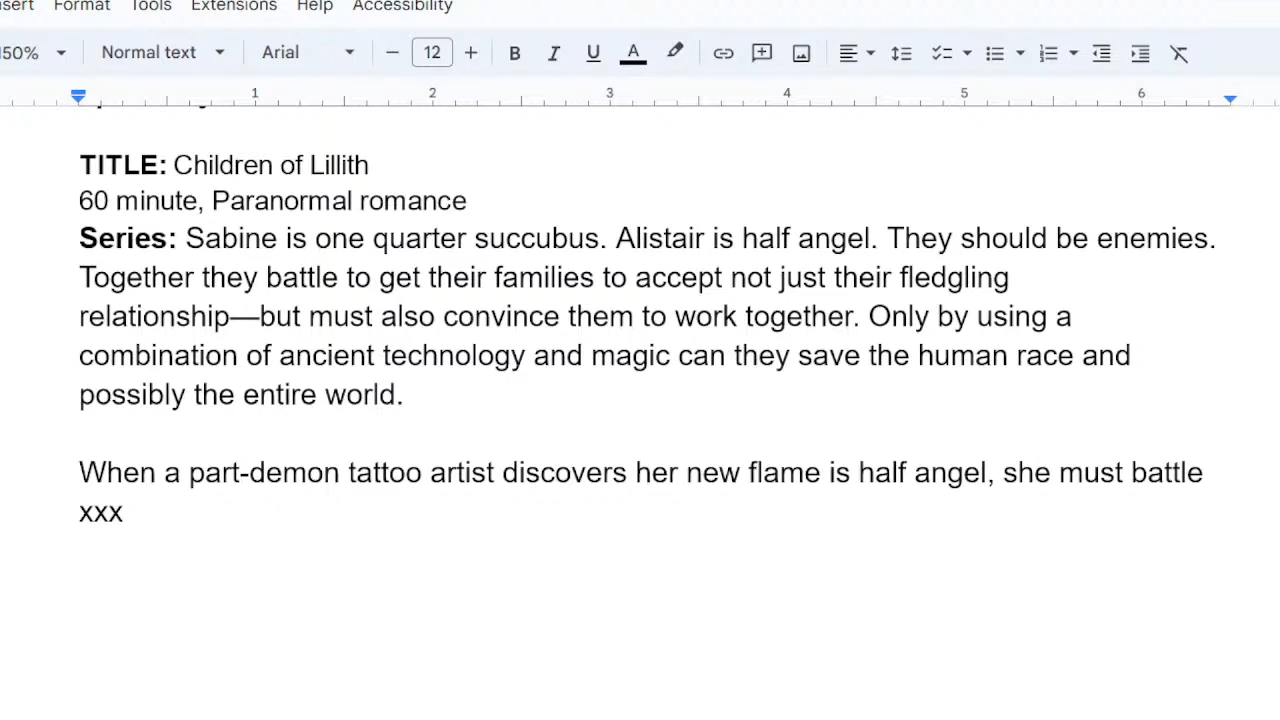 Format Tools Extensions Help Accessibility
Normal text Arial 12 B I U A
1 2 3 4 5 6
TITLE: Children of Lillith
60 minute, Paranormal romance
Series: Sabine is one quarter succubus. Alistair is half angel. They should be enemies.
Together they battle to get their families to accept not just their fledgling
relationship—but must also convince them to work together. Only by using a
combination of ancient technology and magic can they save the human race and
possibly the entire world.
When a part-demon tattoo artist discovers her new flame is half angel, she must battle
xxx